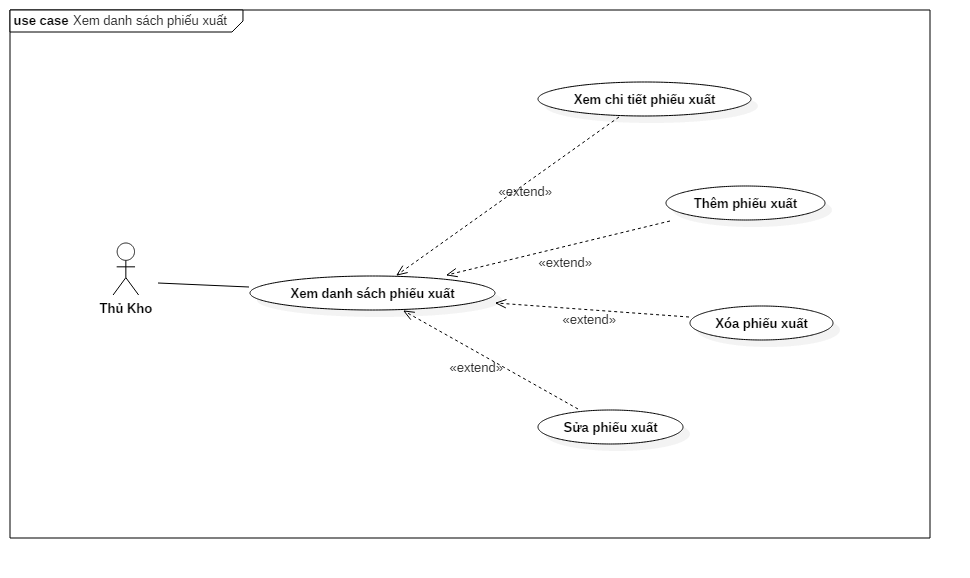 use case Xem danh sách phiếu xuất
Xem chi tiết phiếu xuất
«extend»
Thêm phiếu xuất
«extend»
Thủ Kho
Xem danh sách phiếu xuất
«extend»
Xóa phiếu xuất
«extend»
Sửa phiếu xuất